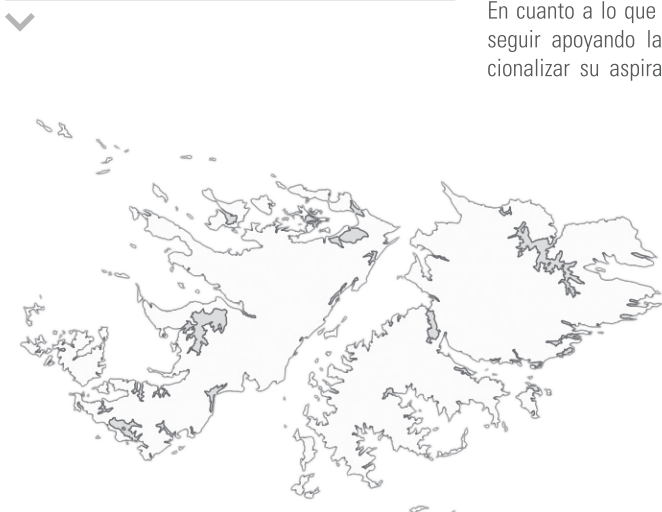 En cuanto a lo que
seguir apoyando la
cionalizar su aspira